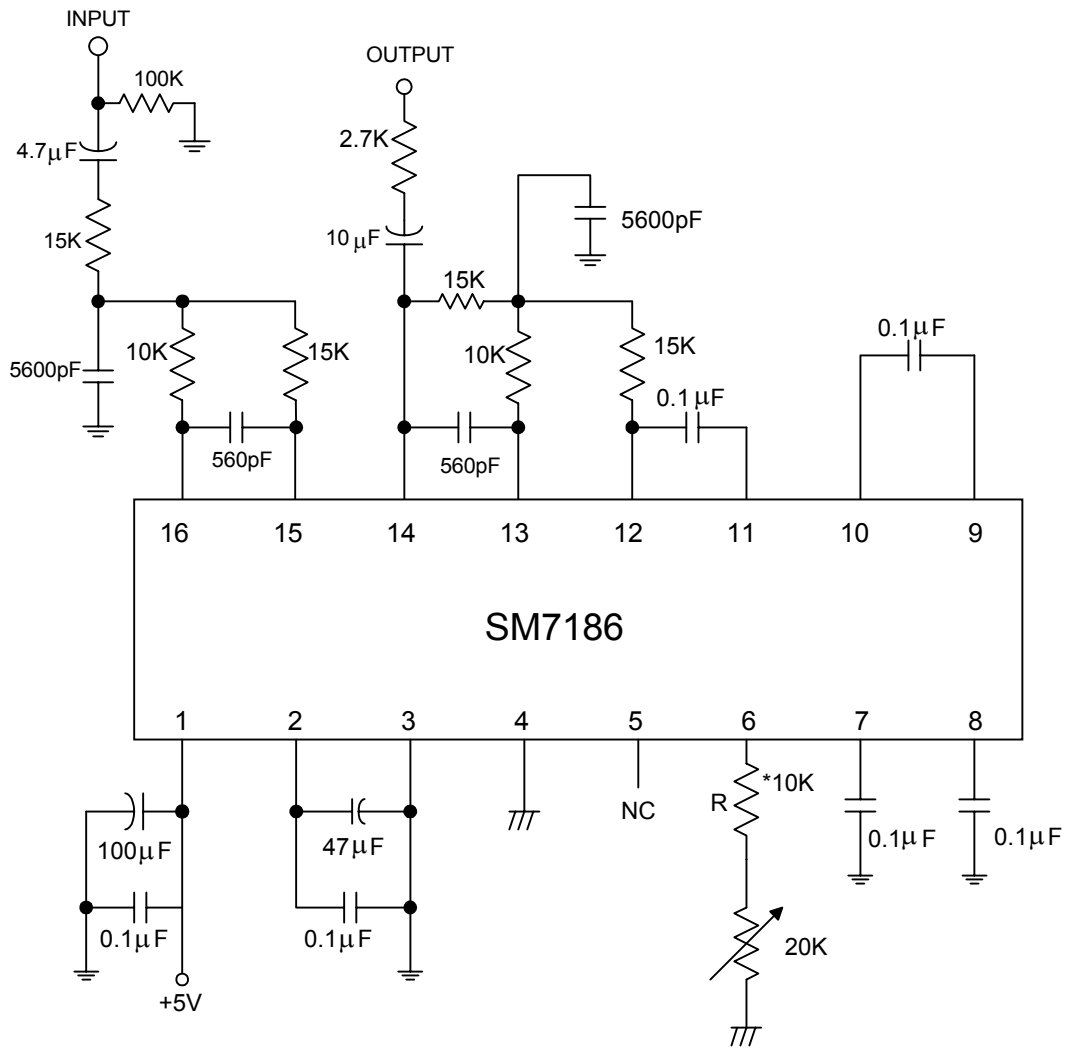 INPUT
OUTPUT
100K
2.7K
4.7μF
5600pF
15K
10μF
15K
0.1μF
10K
15K
10K
15K
5600pF
0.1μF
560pF
560pF
16 15 14 13 12 11 10 9
SM7186
1 2 3 4 5 6 7 8
*10K
R
NC
100μF
47μF
0.1μF
0.1μF
0.1μF
0.1μF
20K
+5V